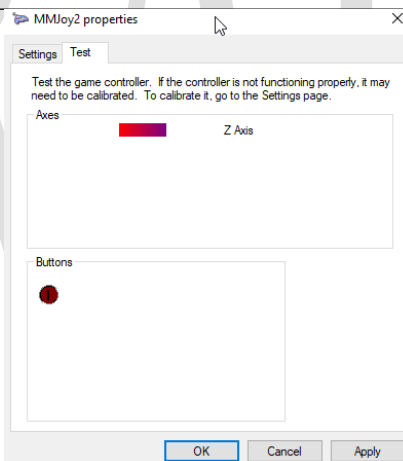 MMJoy2 properties
Settings Test
Test the game controller. If the controller is not functioning properly, it may
need to be calibrated. To calibrate it, go to the Settings page.
Axes
Z Axis
Buttons
OK Cancel Apply